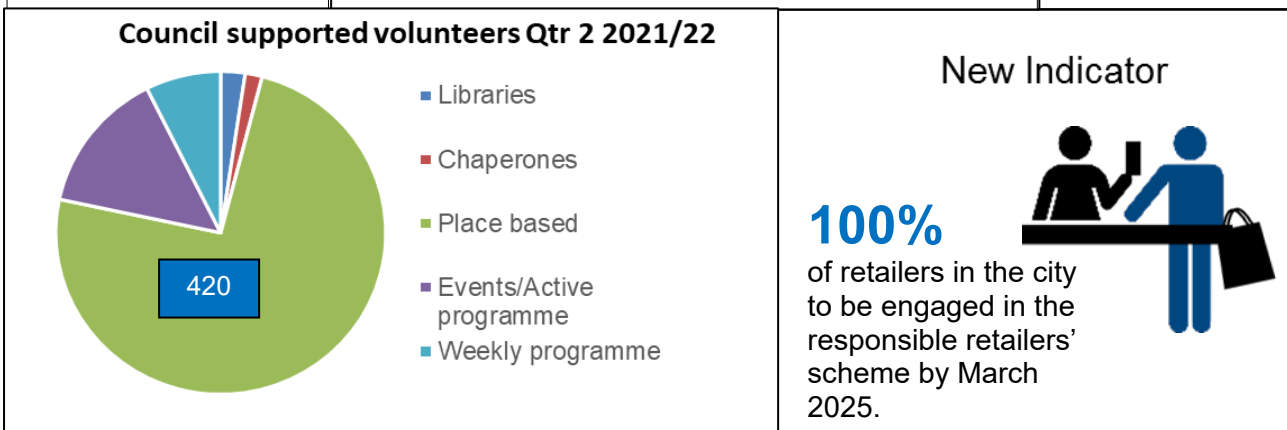 Council supported volunteers Qtr 2 2021/22
Libraries
Chaperones
Place based
Events/Active
programme
Weekly programme
420
New Indicator
100%
of retailers in the city
to be engaged in the
responsible retailers’
scheme by March
2025.